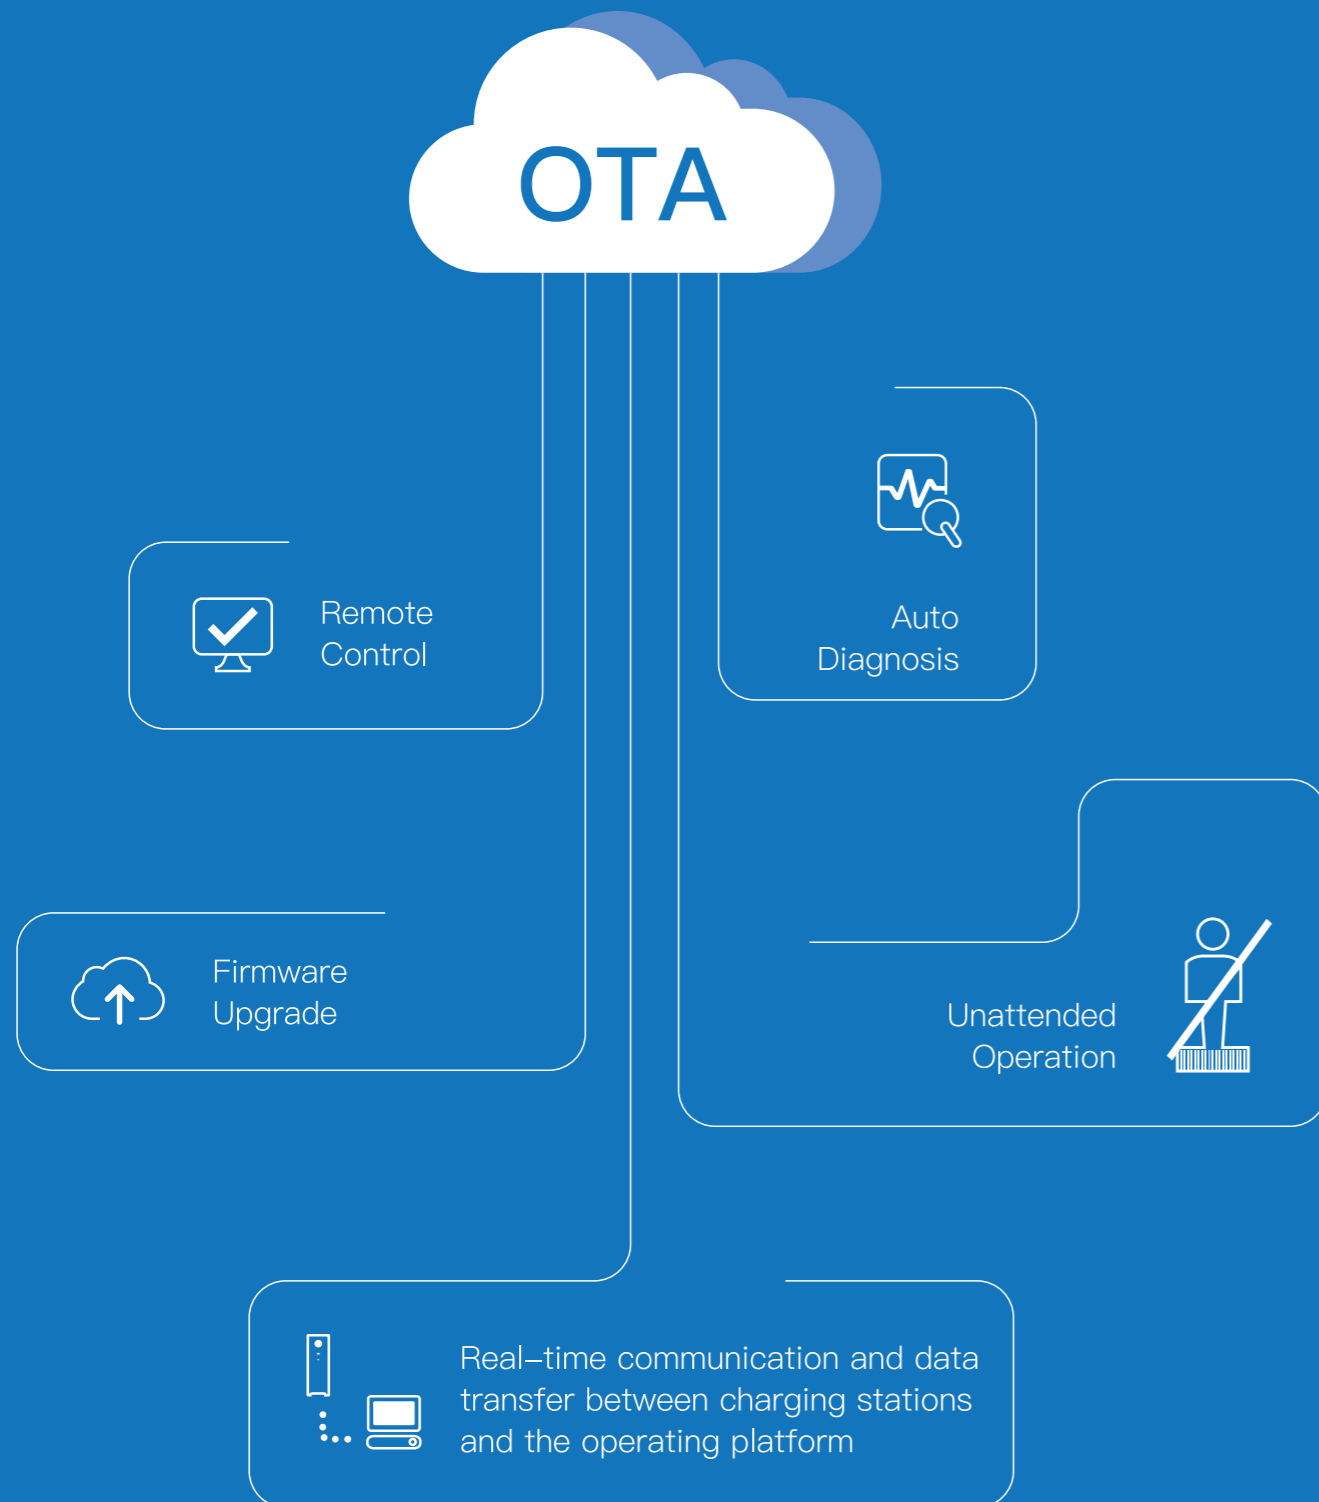 OTA
Remote
Control
Auto
Diagnosis
Firmware
Upgrade
Unattended
Operation
Real-time communication and data
transfer between charging stations
and the operating platform